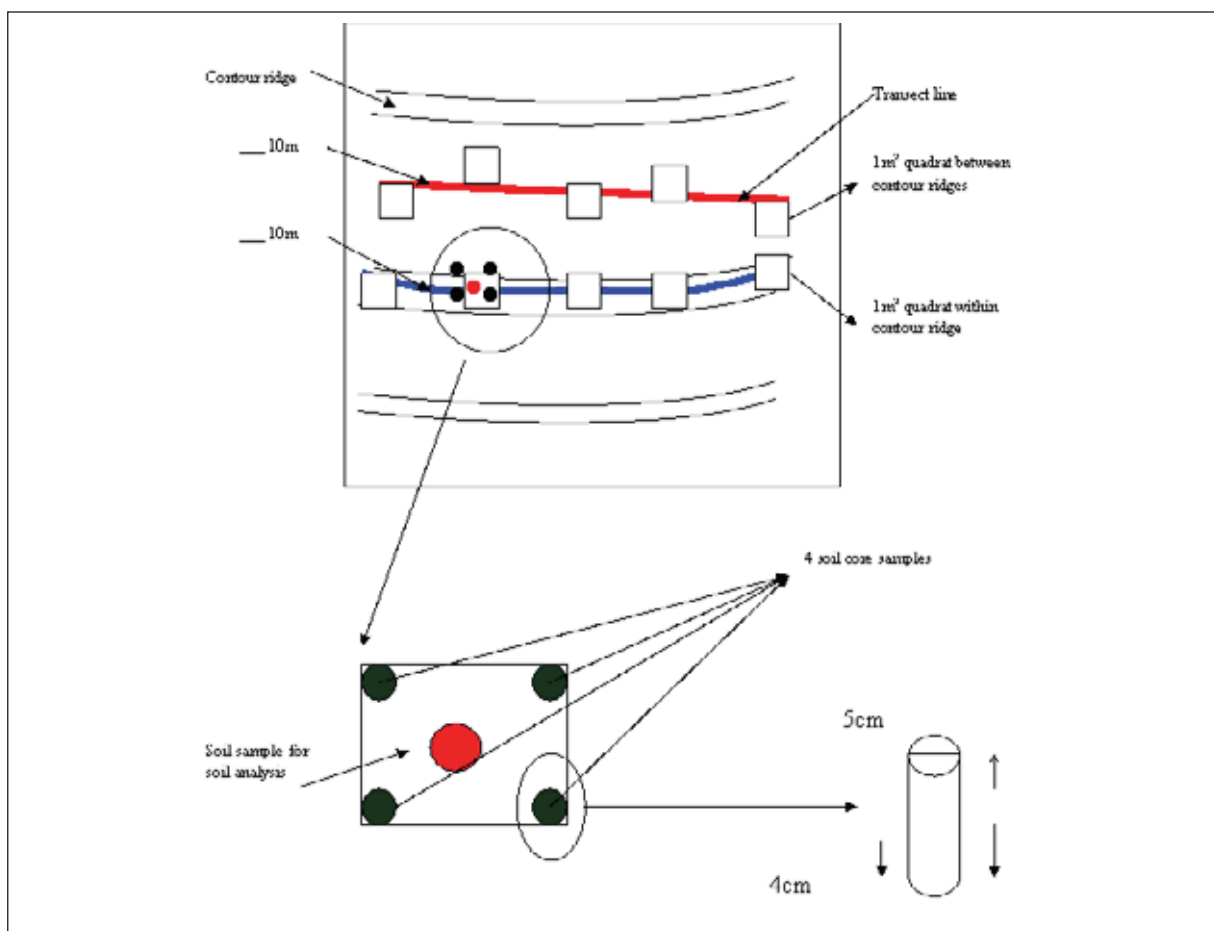 Contour ridge
Transect line
10m
1m² quadrat between
contour ridges
10m
1m² quadrat within
contour ridge
4 soil core samples
Soil sample for
soil analysis
5cm
4cm